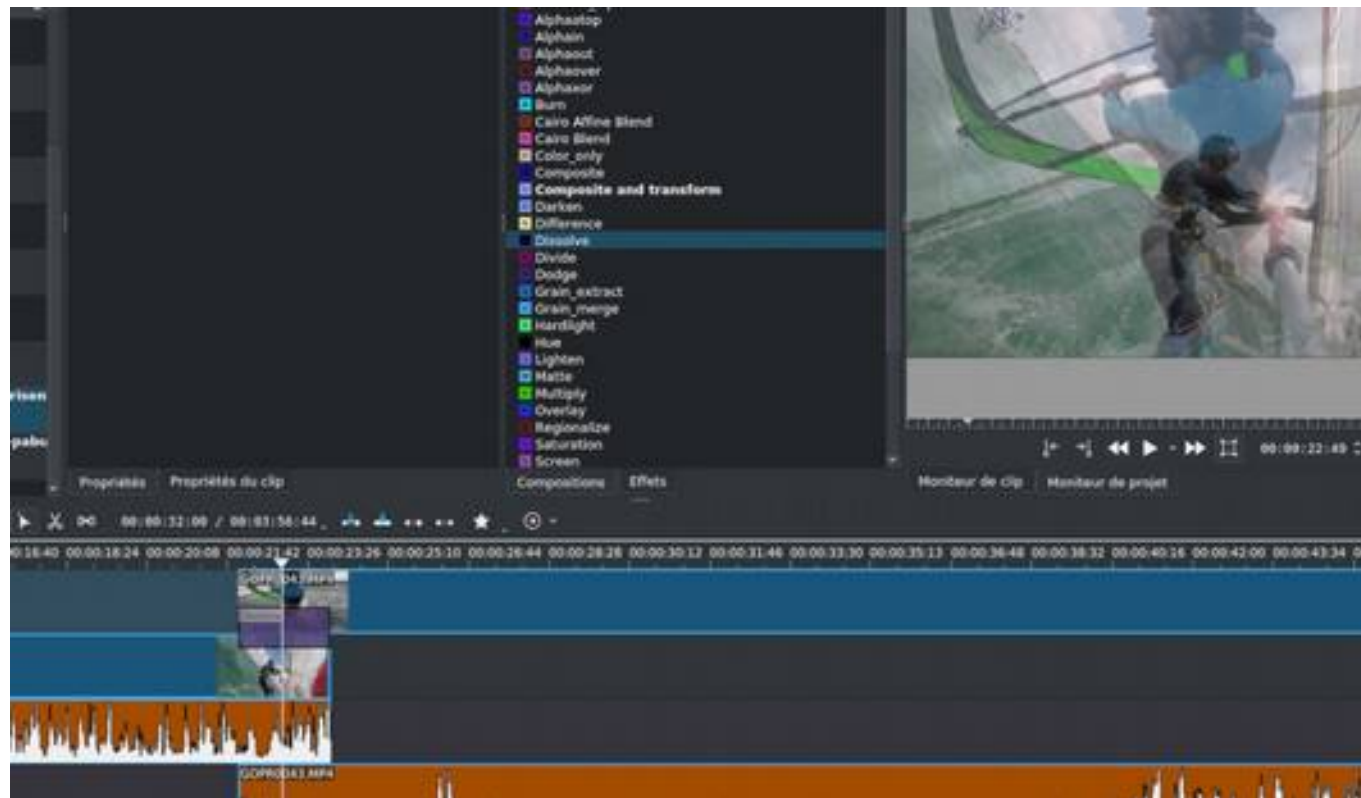 Alphaatop
Alphain
Alphaout
Alphaover
Alphaxor
Burn
Cairo Affine Blend
Cairo Blend
Color_only
Composite
Composite and transform
Darken
Difference
Dissolve
Divide
Dodge
Grain_extract
Grain_merge
Hardlight
Hue
Lighten
Matte
Multiply
Overlay
Regionalize
Saturation
Screen
Propriétés Propriétés du clip
Compositions Effets
Moniteur de clip Moniteur de projet
00:00:22:49
00:00:32:00 / 00:03:56:44
00:00:18:24 00:00:20:08 00:00:21:42 00:00:23:26 00:00:25:10 00:00:26:44 00:00:28:28 00:00:30:12 00:00:31:46 00:00:33:30 00:00:35:13 00:00:36:48 00:00:38:32 00:00:40:16 00:00:42:00 00:00:43:34
GOPR0043.MP4
GOPR0043.MP4